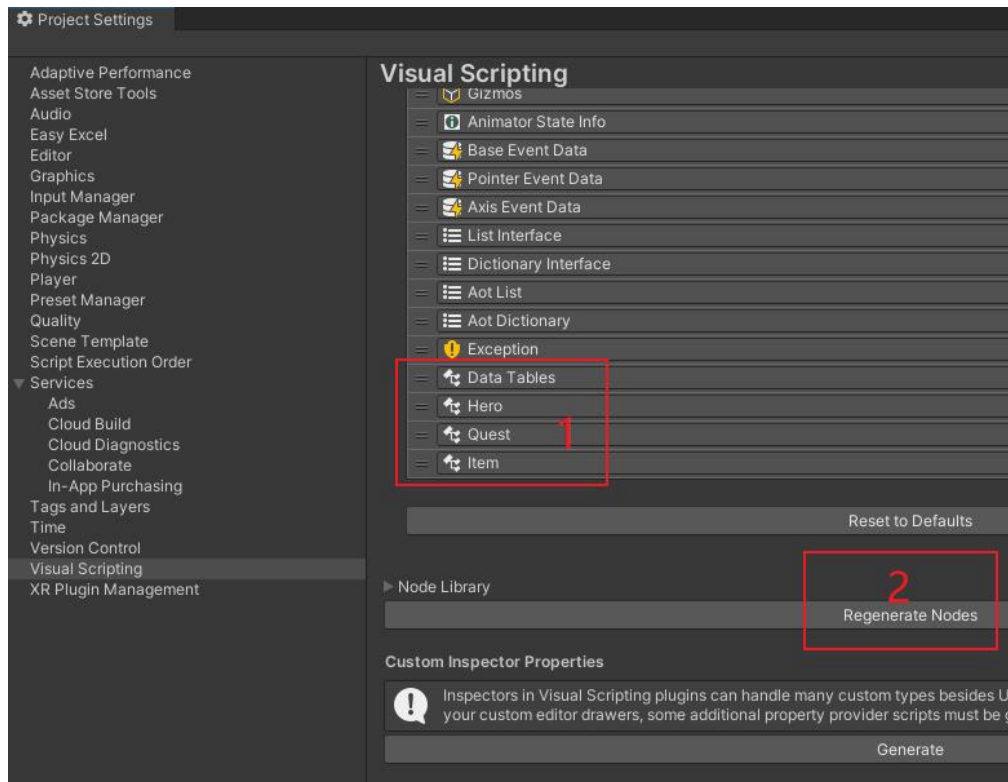 Project Settings
Adaptive Performance
Asset Store Tools
Audio
Easy Excel
Editor
Graphics
Input Manager
Package Manager
Physics
Physics 2D
Player
Preset Manager
Quality
Scene Template
Script Execution Order
Services
Ads
Cloud Build
Cloud Diagnostics
Collaborate
In-App Purchasing
Tags and Layers
Time
Version Control
Visual Scripting
XR Plugin Management
Visual Scripting
Gizmos
Animator State Info
Base Event Data
Pointer Event Data
Axis Event Data
List Interface
Dictionary Interface
Aot List
Aot Dictionary
Exception
Data Tables
Hero
Quest
Item
1
Reset to Defaults
Node Library
2
Regenerate Nodes
Custom Inspector Properties
Inspectors in Visual Scripting plugins can handle many custom types besides U
your custom editor drawers, some additional property provider scripts must be g
Generate